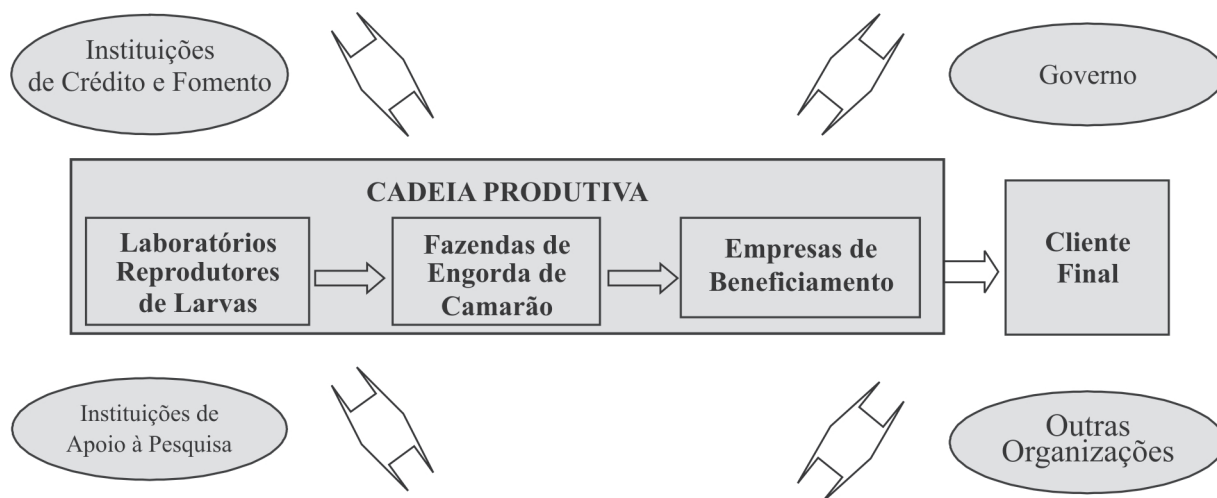 Instituições
de Crédito e Fomento
Governo
CADEIA PRODUTIVA
Laboratórios
Reprodutores
de Larvas
Fazendas de
Engorda de
Camarão
Empresas de
Beneficiamento
Cliente
Final
Instituições de
Apoio à Pesquisa
Outras
Organizações